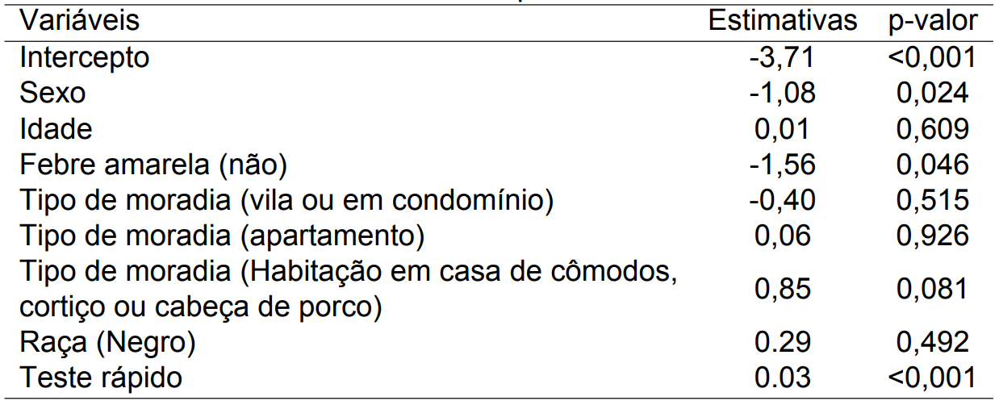 Variáveis Estimativas p-valor
Intercepto -3,71 <0,001
Sexo -1,08 0,024
Idade 0,01 0,609
Febre amarela (não) -1,56 0,046
Tipo de moradia (vila ou em condomínio) -0,40 0,515
Tipo de moradia (apartamento) 0,06 0,926
Tipo de moradia (Habitação em casa de cômodos,
cortiço ou cabeça de porco) 0,85 0,081
Raça (Negro) 0.29 0,492
Teste rápido 0.03 <0,001